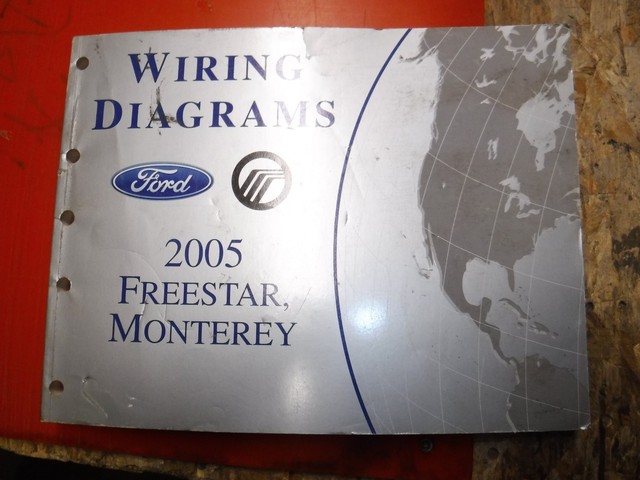 WIRING
DIAGRAMS
Ford
2005
FREESTAR,
MONTEREY